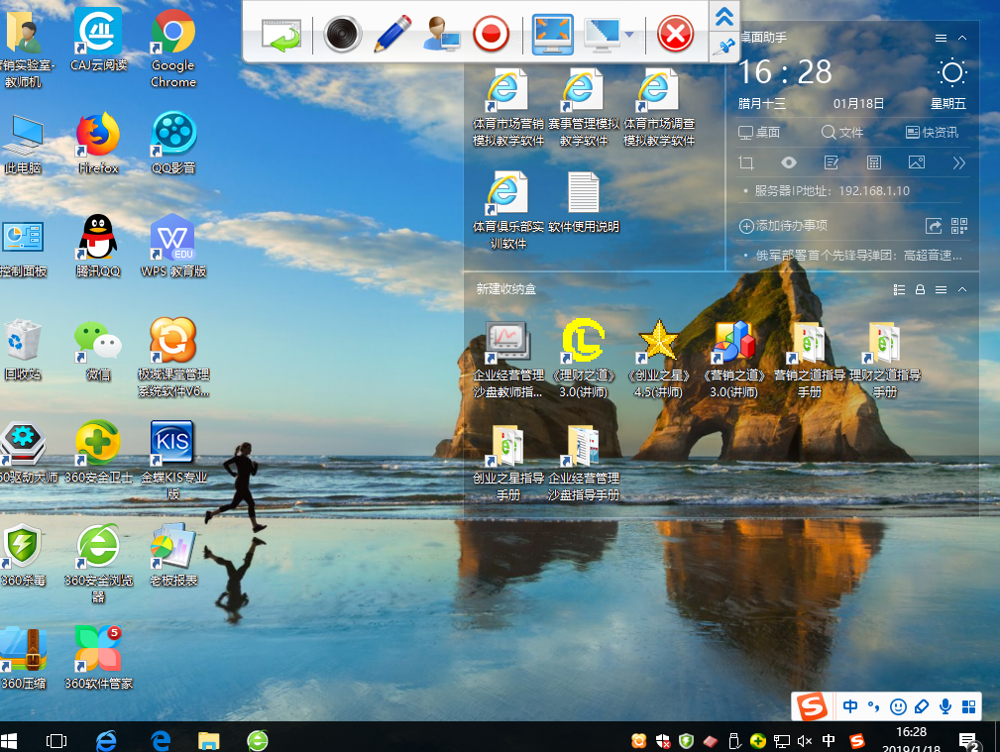 营销实验室-
教师机
CAJ云阅读
Google
Chrome
此电脑
Firefox
QQ影音
控制面板
腾讯QQ
WPS 教育版
EDU
回收站
微信
极域课堂管理
系统软件V6...
360驱动大师
360安全卫士
KIS
金蝶KIS专业
版
360杀毒
360安全浏览
器
老板报表
360压缩
5
360软件管家
体育市场营销
模拟教学软件
赛事管理模拟
教学软件
体育市场调查
模拟教学软件
体育俱乐部实
训软件
软件使用说明
桌面助手
16 : 28
腊月十三
01月18日
星期五
桌面
文件
快资讯
• 服务器IP地址：192.168.1.10
添加待办事项
• 俄军部署首个先锋导弹团：高超音速...
新建收纳盒
企业经营管理
沙盘教师指...
《理财之道》
3.0(讲师)
《创业之星》
4.5(讲师)
《营销之道》
3.0(讲师)
营销之道指导
手册
理财之道指导
手册
创业之星指导
手册
企业经营管理
沙盘指导手册
中
中
16:28
2019/1/18
2